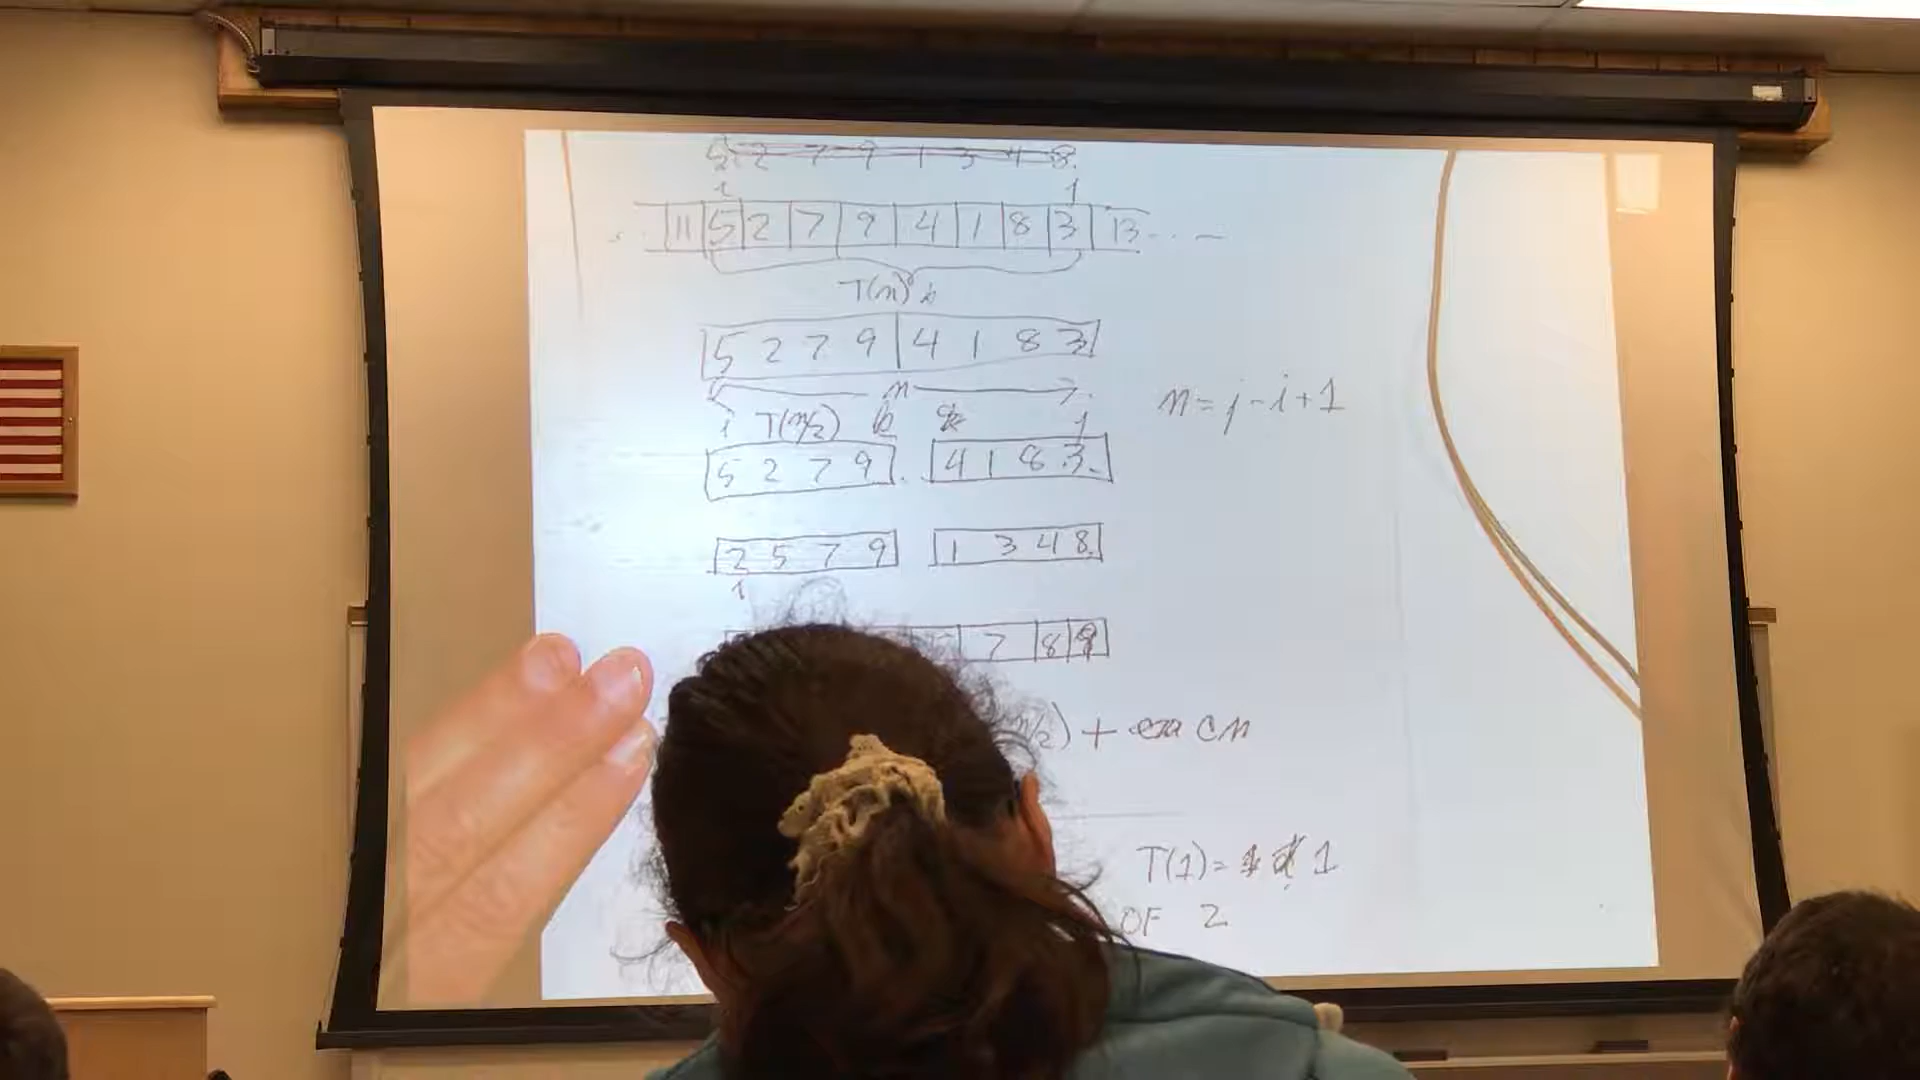 5 2 7 9 1 3 4 8
i j
11 5 2 7 9 4 1 8 3 13
T(n)
5 2 7 9 4 1 8 3
n
n = j - i + 1
i T(n/2) k j
5 2 7 9 4 1 8 3
2 5 7 9 1 3 4 8
7 8 9
n/2) + cn
T(1) = 1
OF 2